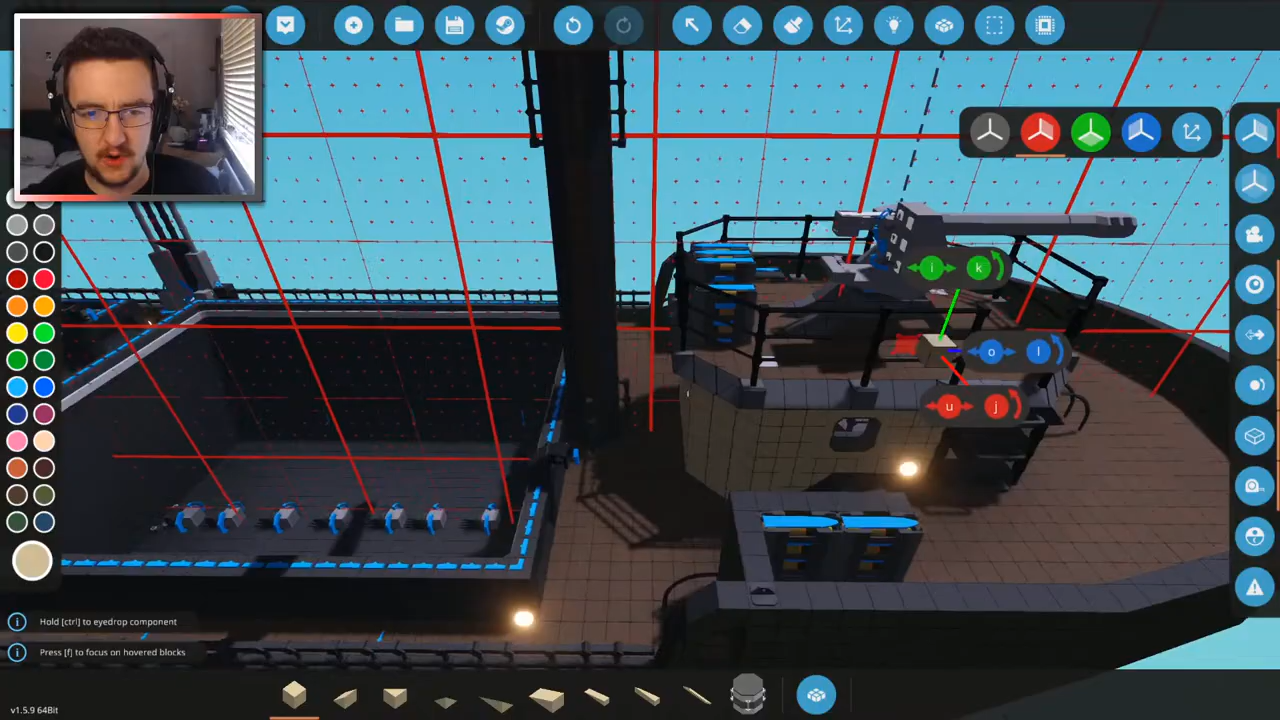 i k
o l
u j
Hold [ctrl] to eyedrop component
Press [f] to focus on hovered blocks
v1.5.9 64Bit